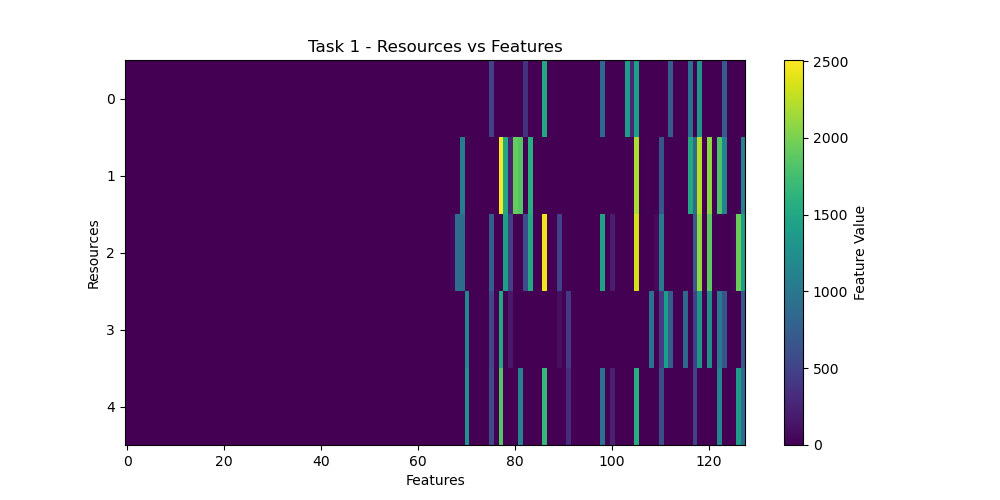 Task 1 - Resources vs Features
Resources
0
1
2
3
4
0 20 40 60 80 100 120
Features
2500
2000
1500
1000
500
0
Feature Value